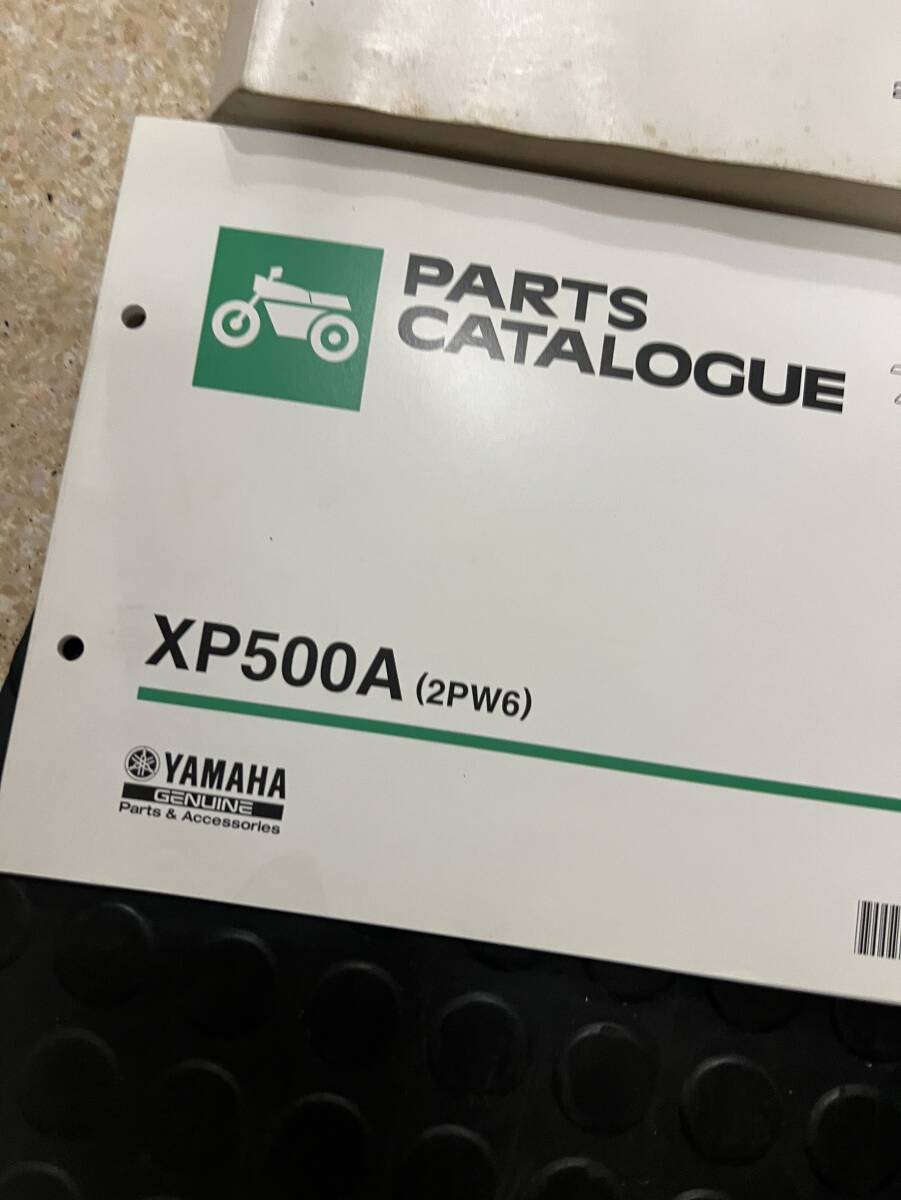 PARTS
CATALOGUE
XP500A (2PW6)
YAMAHA
GENUINE
Parts & Accessories